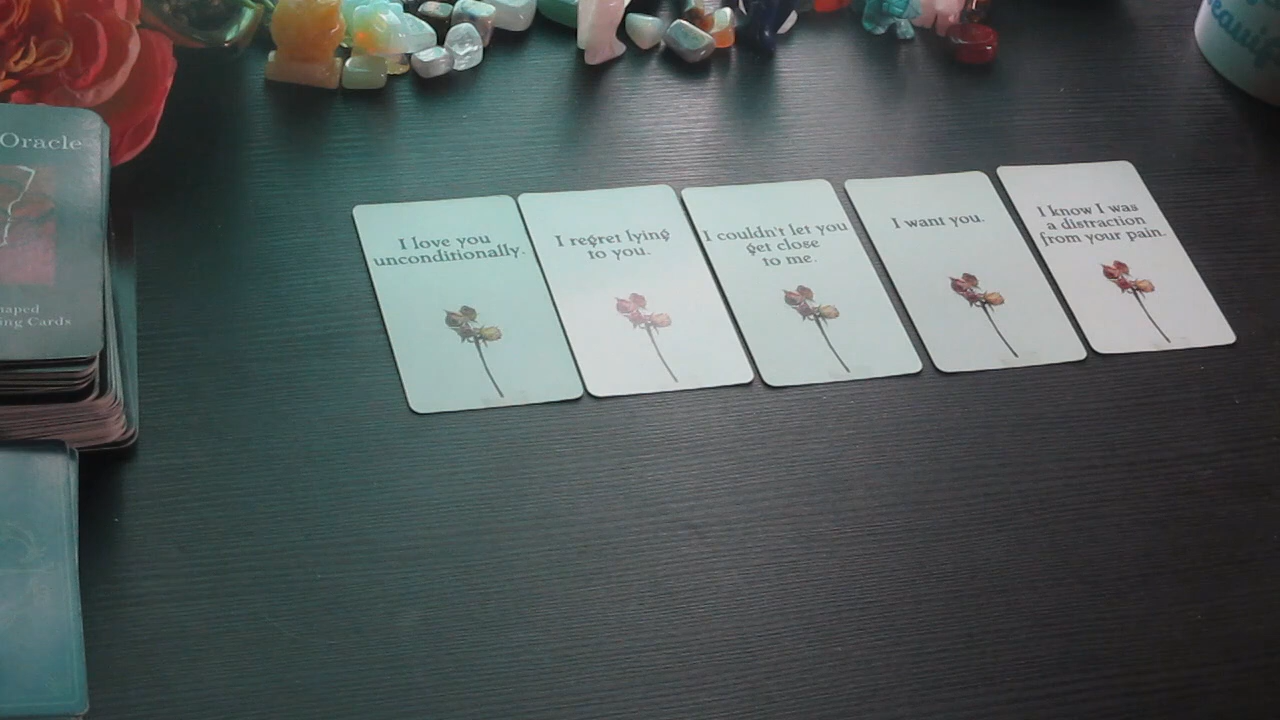 Oracle
I love you
unconditionally.
I regret lying
to you.
I couldn't let you
get close
to me.
I want you.
I know I was
a distraction
from your pain.
Cards